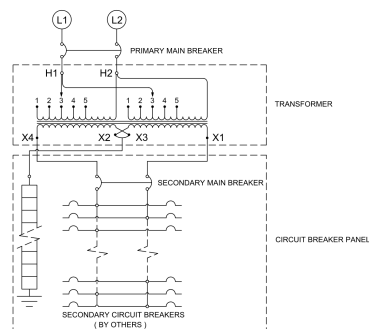 L1 L2
PRIMARY MAIN BREAKER
H1 H2
1 2 3 4 5 1 2 3 4 5
TRANSFORMER
X4 X2 X3 X1
SECONDARY MAIN BREAKER
CIRCUIT BREAKER PANEL
SECONDARY CIRCUIT BREAKERS
( BY OTHERS )